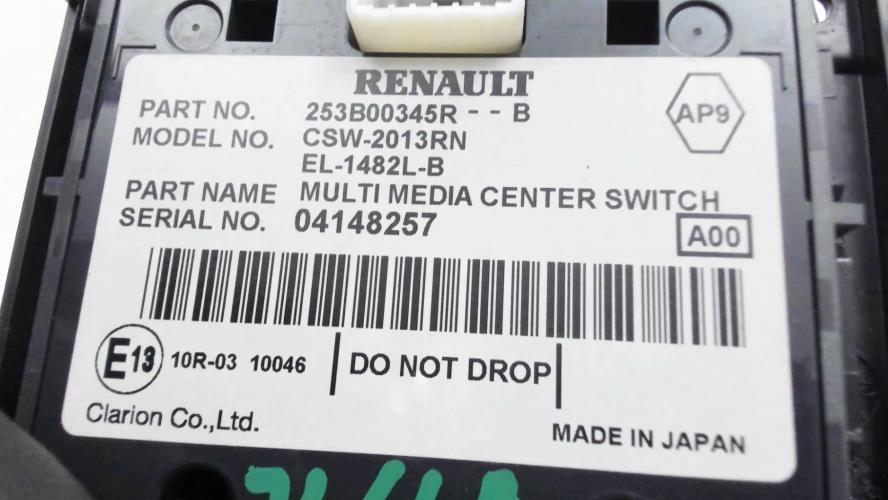 RENAULT
PART NO. 253B00345R - - B
AP9
MODEL NO. CSW-2013RN
EL-1482L-B
PART NAME MULTI MEDIA CENTER SWITCH
SERIAL NO. 04148257
A00
E13 10R-03 10046 DO NOT DROP
Clarion Co.,Ltd.
MADE IN JAPAN